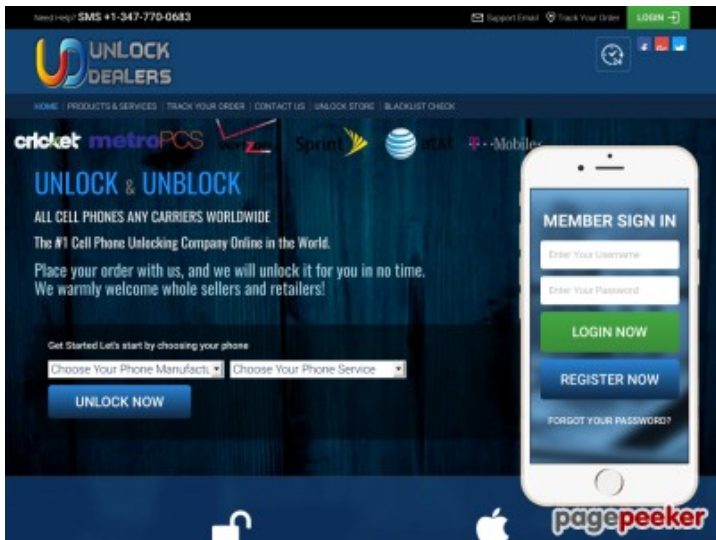 Need Help? SMS +1-347-770-0683
Support Email Track Your Order LOGIN
UNLOCK
DEALERS
24
HOME | PRODUCTS & SERVICES | TRACK YOUR ORDER | CONTACT US | UNLOCK STORE | BLACKLIST CHECK
cricket metroPCS verizon Sprint at&t T··Mobile
UNLOCK & UNBLOCK
ALL CELL PHONES ANY CARRIERS WORLDWIDE
The #1 Cell Phone Unlocking Company Online in the World.
Place your order with us, and we will unlock it for you in no time.
We warmly welcome whole sellers and retailers!
Get Started Let's start by choosing your phone
Choose Your Phone Manufactu Choose Your Phone Service
UNLOCK NOW
MEMBER SIGN IN
Enter Your Username
Enter Your Password
LOGIN NOW
REGISTER NOW
FORGOT YOUR PASSWORD?
pagepeeker